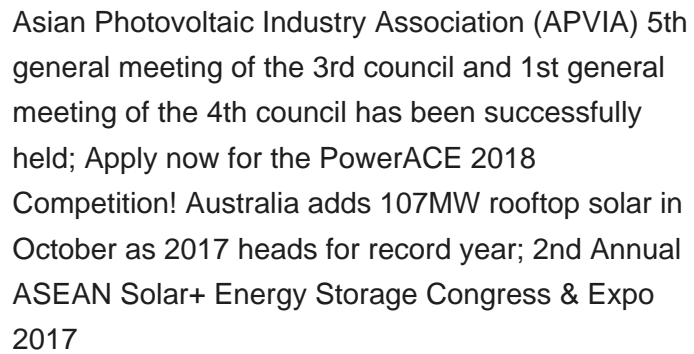 Asian Photovoltaic Industry Association (APVIA) 5th
general meeting of the 3rd council and 1st general
meeting of the 4th council has been successfully
held; Apply now for the PowerACE 2018
Competition! Australia adds 107MW rooftop solar in
October as 2017 heads for record year; 2nd Annual
ASEAN Solar+ Energy Storage Congress & Expo
2017